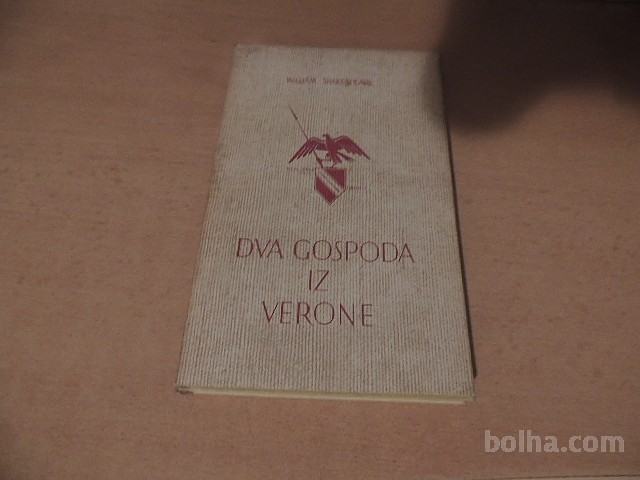 WILLIAM SHAKESPEARE
DVA GOSPODA
IZ
VERONE
bolha.com